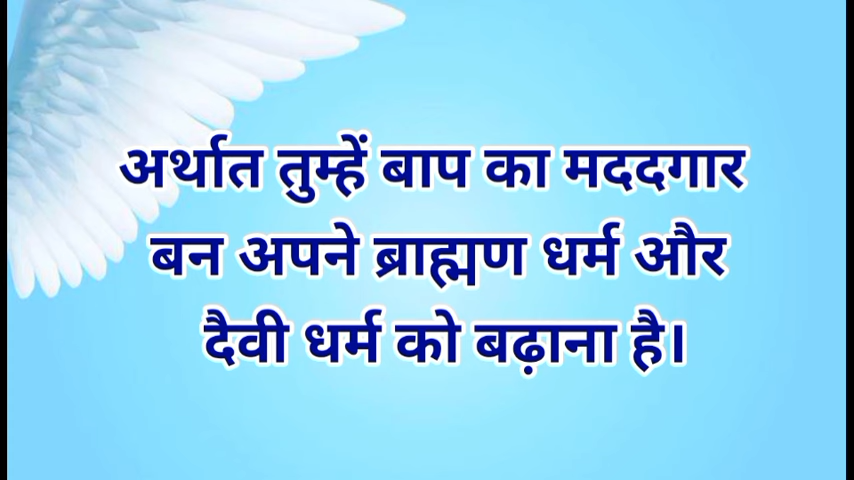 अर्थात तुम्हें बाप का मददगार
बन अपने ब्राह्मण धर्म और
दैवी धर्म को बढ़ाना है।